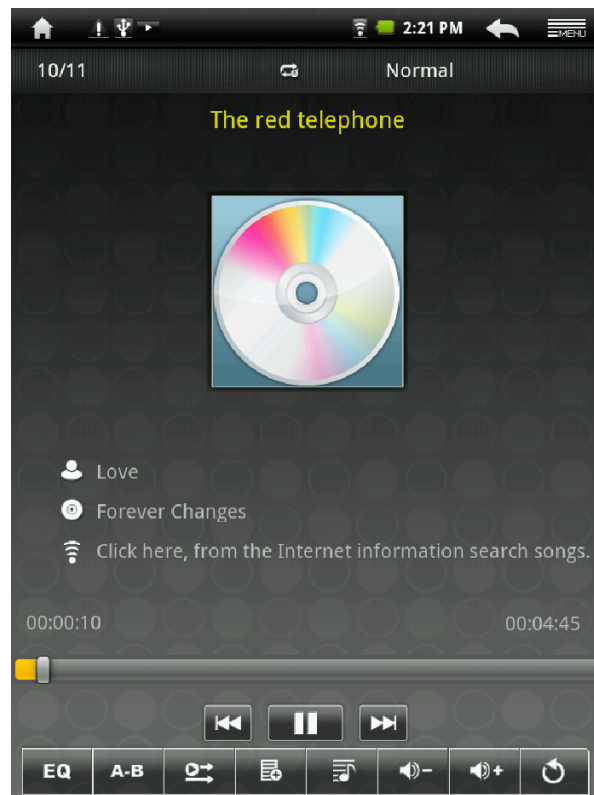 2:21 PM
MENU
10/11
Normal
The red telephone
Love
Forever Changes
Click here, from the Internet information search songs.
00:00:10
00:04:45
EQ
A-B